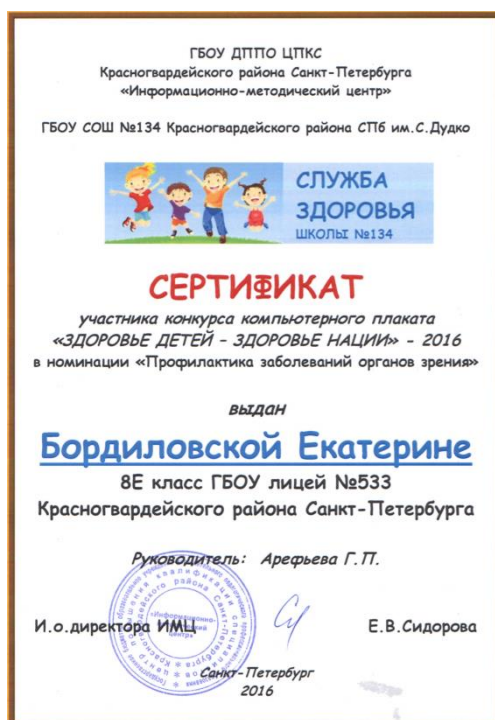 ГБОУ ДППО ЦПКС
Красногвардейского района Санкт-Петербурга
«Информационно-методический центр»
ГБОУ СОШ №134 Красногвардейского района СПб им.С.Дудко
СЛУЖБА
ЗДОРОВЬЯ
ШКОЛЫ №134
СЕРТИФИКАТ
участника конкурса компьютерного плаката
«ЗДОРОВЬЕ ДЕТЕЙ – ЗДОРОВЬЕ НАЦИИ» - 2016
в номинации «Профилактика заболеваний органов зрения»
выдан
Бордиловской Екатерине
8Е класс ГБОУ лицей №533
Красногвардейского района Санкт-Петербурга
Руководитель: Арефьева Г.П.
И.о.директора ИМЦ
Е.В.Сидорова
Санкт-Петербург
2016